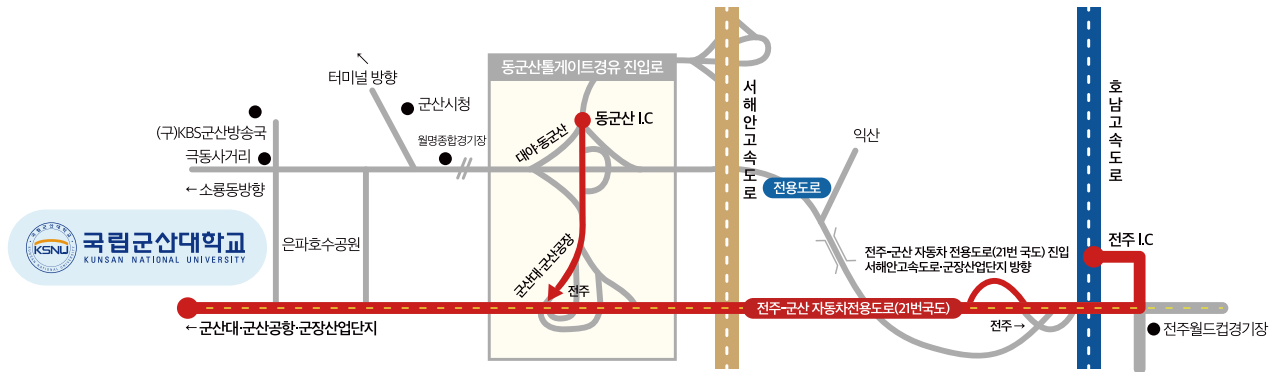 동군산톨게이트경유 진입로
터미널 방향
군산시청
(구)KBS군산방송국
월명종합경기장
극동사거리
←소룡동방향
대야·동군산
동군산 I.C
서해안고속도로
호남고속도로
익산
전용도로
국립군산대학교
KUNSAN NATIONAL UNIVERSITY
KSNU
은파호수공원
군산대·군산공장
전주
전주 I.C
전주-군산 자동차 전용도로(21번 국도) 진입
서해안고속도로·군장산업단지 방향
전주-군산 자동차전용도로(21번국도)
전주→
←군산대·군산공항·군장산업단지
전주월드컵경기장